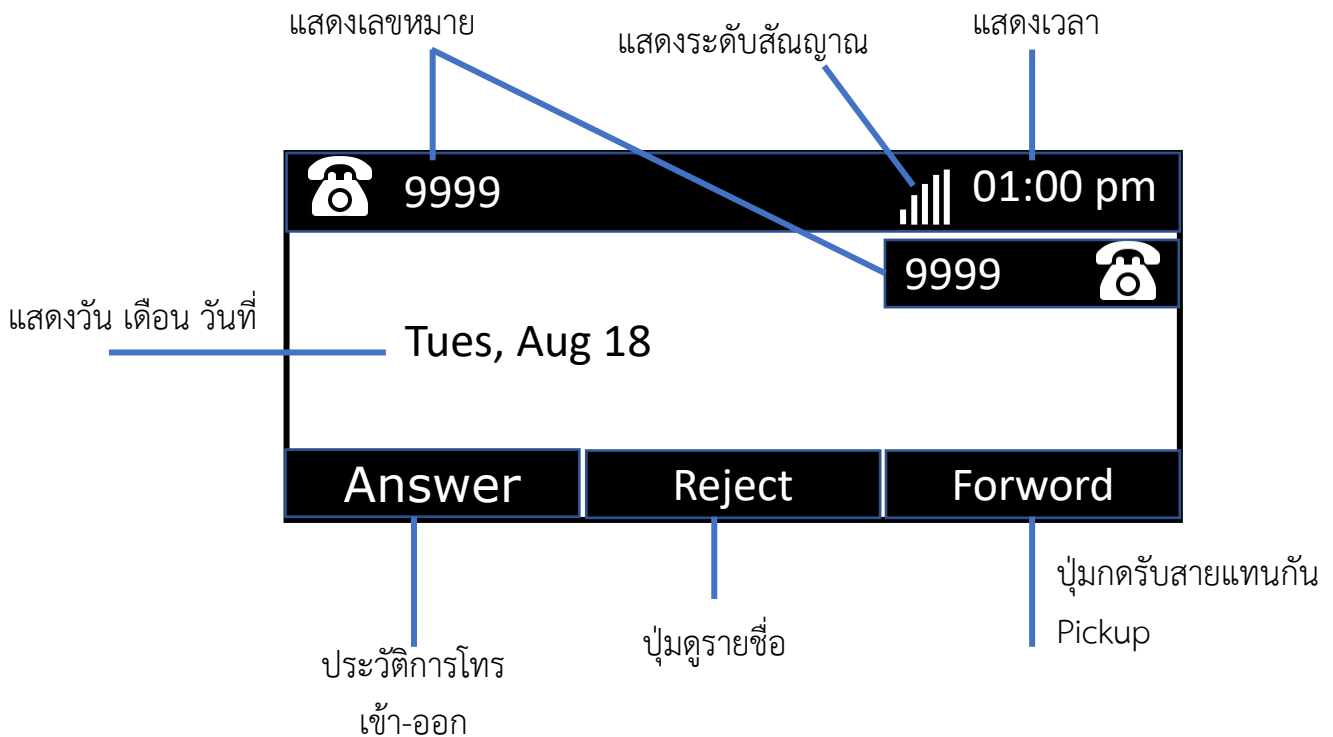 แสดงเลขหมาย
แสดงระดับสัณญาณ
แสดงเวลา
9999
01:00 pm
9999
แสดงวัน เดือน วันที่
Tues, Aug 18
Answer
Reject
Forword
ประวัติการโทร
เข้า-ออก
ปุ่มดูรายชื่อ
ปุ่มกดรับสายแทนกัน
Pickup